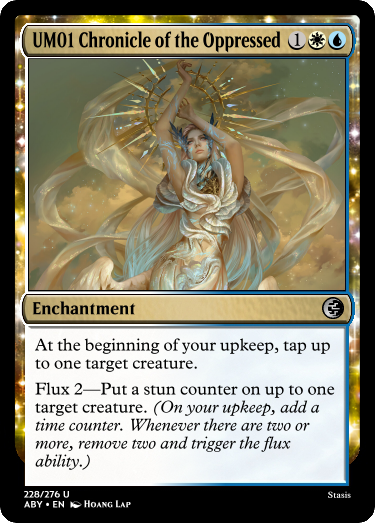 UM01 Chronicle of the Oppressed 1
Enchantment
At the beginning of your upkeep, tap up
to one target creature.
Flux 2—Put a stun counter on up to one
target creature. (On your upkeep, add a
time counter. Whenever there are two or
more, remove two and trigger the flux
ability.)
228/276 U
Stasis
ABY • EN Hoang Lap